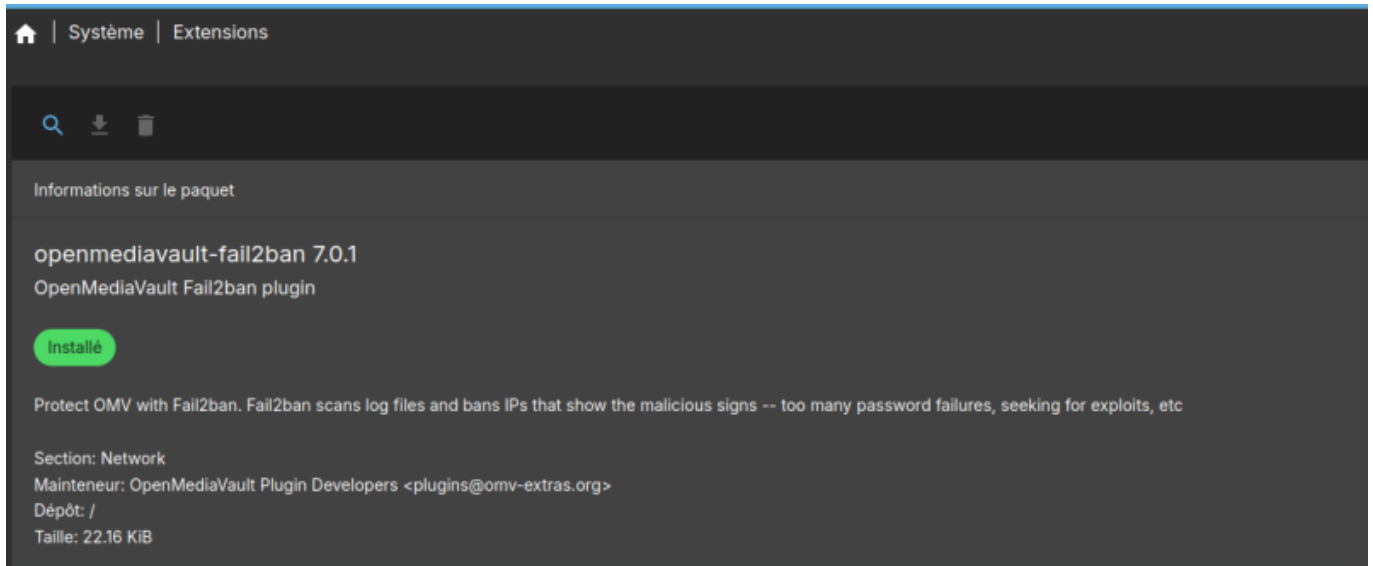 | Système | Extensions
Informations sur le paquet
openmediavault-fail2ban 7.0.1
OpenMediaVault Fail2ban plugin
Installé
Protect OMV with Fail2ban. Fail2ban scans log files and bans IPs that show the malicious signs -- too many password failures, seeking for exploits, etc
Section: Network
Mainteneur: OpenMediaVault Plugin Developers <plugins@omv-extras.org>
Dépôt: /
Taille: 22.16 KiB